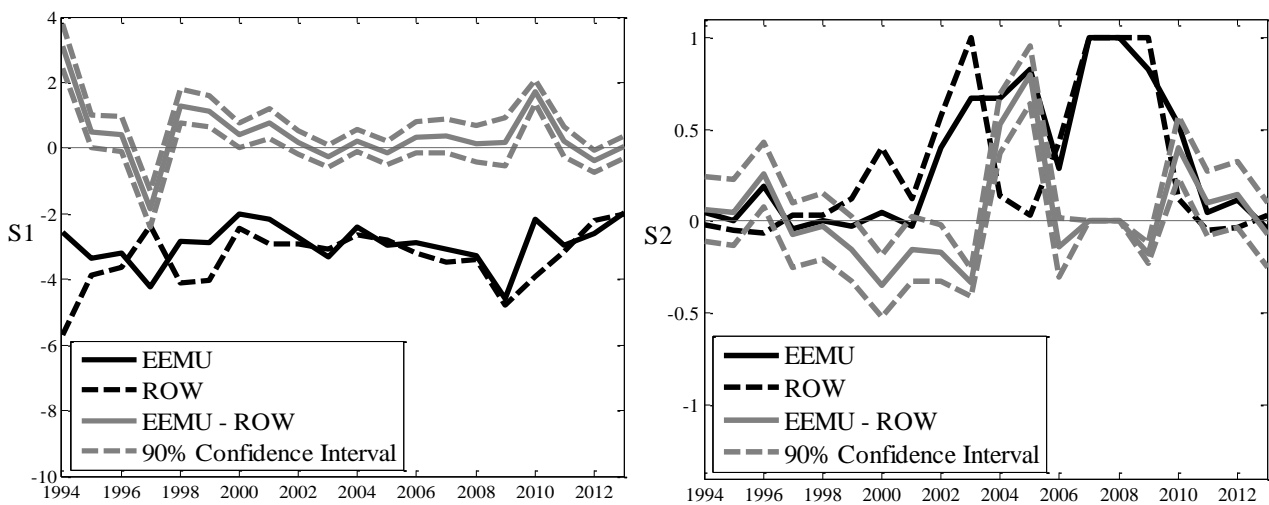 4
2
0
-2
-4
-6
-8
-10
S1
1994 1996 1998 2000 2002 2004 2006 2008 2010 2012
EEMU
ROW
EEMU - ROW
90% Confidence Interval
1
0.5
0
-0.5
-1
S2
1994 1996 1998 2000 2002 2004 2006 2008 2010 2012
EEMU
ROW
EEMU - ROW
90% Confidence Interval